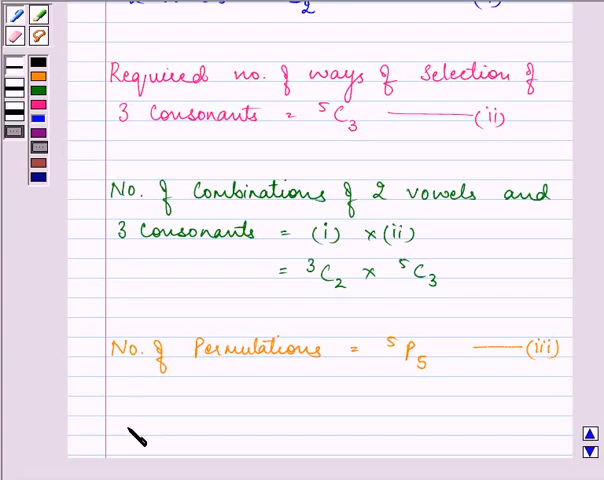 Required no. of ways of selection of
3 Consonants = ⁵C₃ ——— (ii)
No. of Combinations of 2 vowels and
3 Consonants = (i) × (ii)
= ³C₂ × ⁵C₃
No. of Permutations = ⁵P₅ ——— (iii)